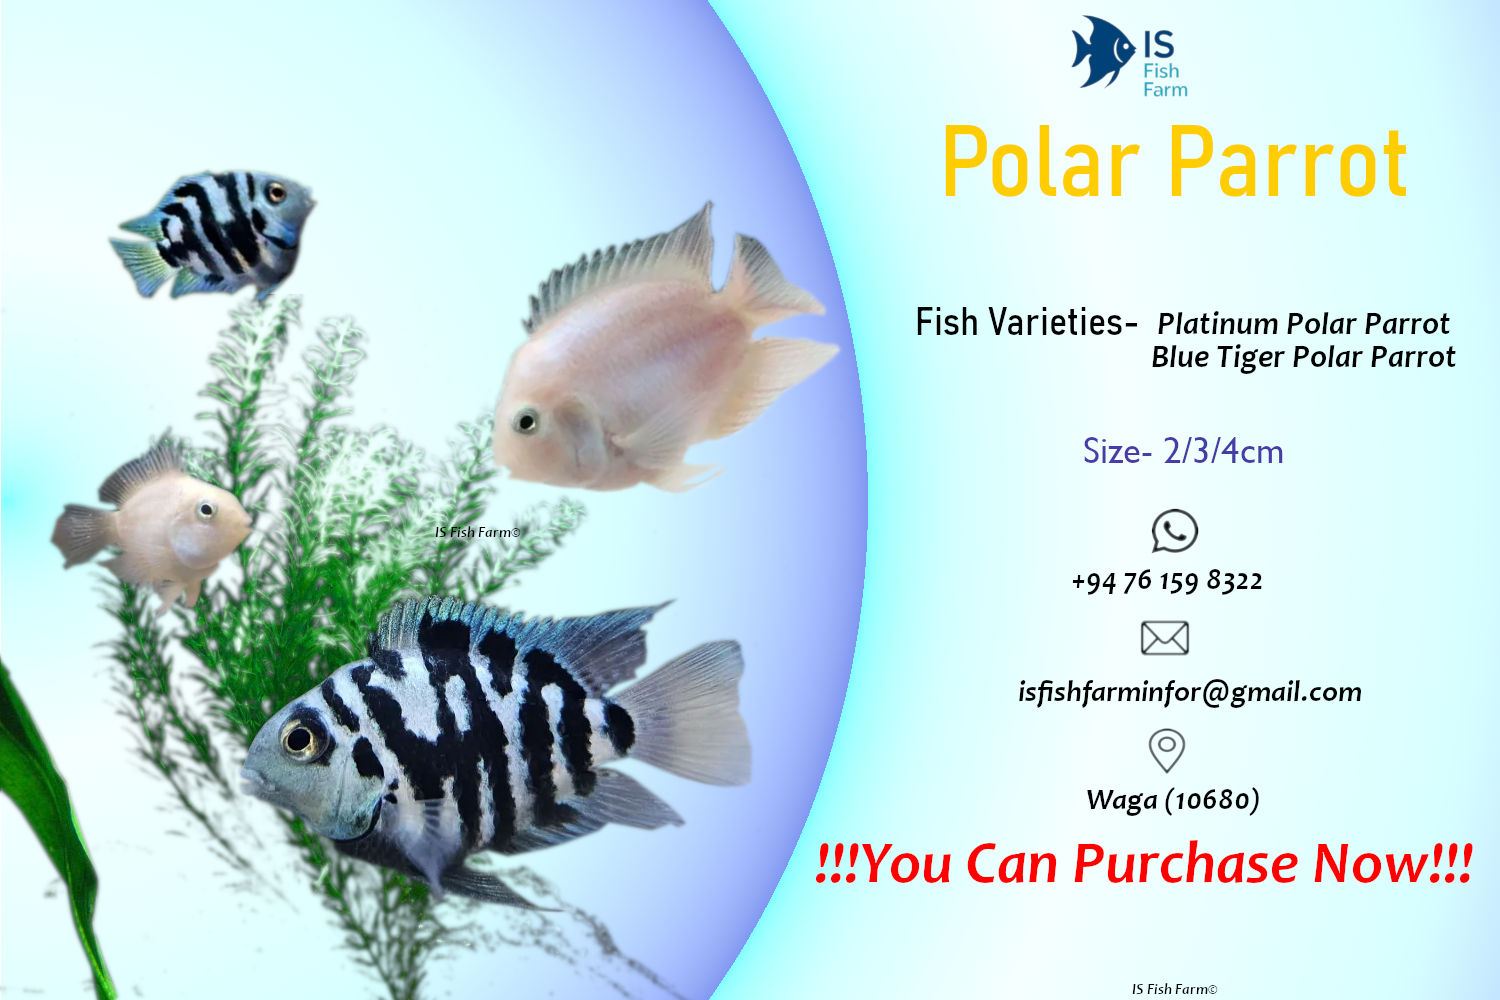 IS
Fish
Farm
Polar Parrot
Fish Varieties- Platinum Polar Parrot
Blue Tiger Polar Parrot
Size- 2/3/4cm
+94 76 159 8322
isfishfarminfor@gmail.com
Waga (10680)
!!!You Can Purchase Now!!!
IS Fish Farm©
IS Fish Farm©